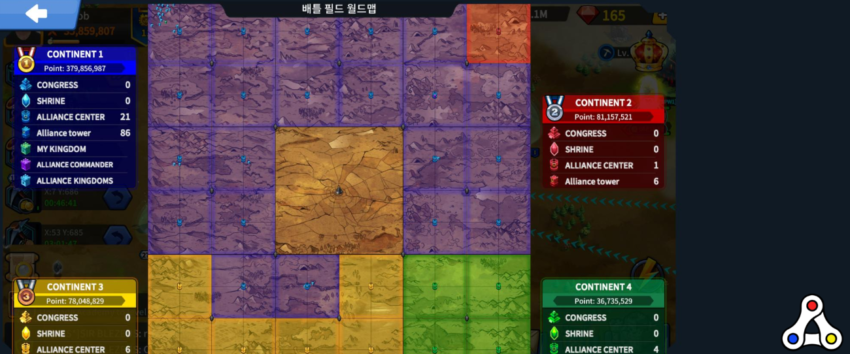 배틀 필드 월드맵
165
Lv.
CONTINENT 1
Point: 379,856,987
CONGRESS 0
SHRINE 0
ALLIANCE CENTER 21
Alliance tower 86
MY KINGDOM
ALLIANCE COMMANDER
ALLIANCE KINGDOMS
X:53 Y:685
CONTINENT 2
Point: 81,157,521
CONGRESS 0
SHRINE 0
ALLIANCE CENTER 1
Alliance tower 6
CONTINENT 3
Point: 78,048,829
CONGRESS 0
SHRINE 0
ALLIANCE CENTER 6
CONTINENT 4
Point: 36,735,529
CONGRESS 0
SHRINE 0
ALLIANCE CENTER 4